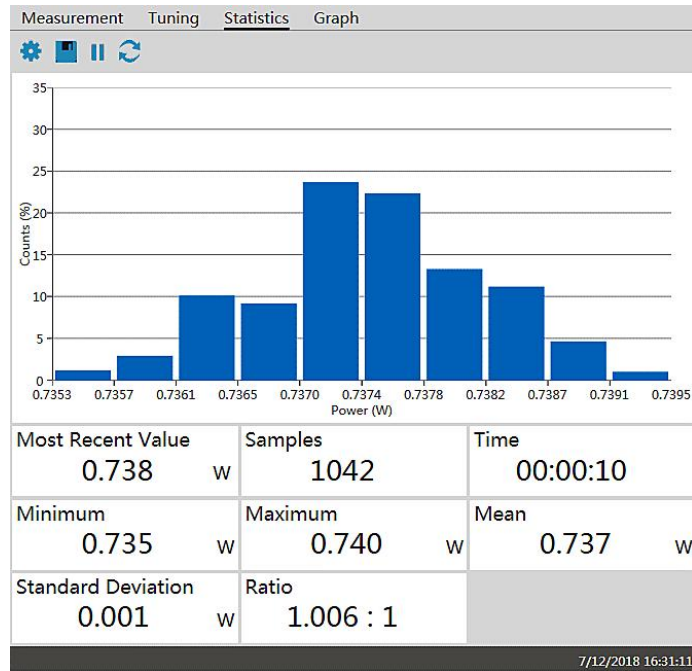 Measurement Tuning Statistics Graph
35
30
25
20
15
10
5
0
Counts (%)
0.7353 0.7357 0.7361 0.7365 0.7370 0.7374 0.7378 0.7382 0.7387 0.7391 0.7395
Power (W)
Most Recent Value Samples Time
0.738 W 1042 00:00:10
Minimum Maximum Mean
0.735 W 0.740 W 0.737 W
Standard Deviation Ratio
0.001 W 1.006 : 1
7/12/2018 16:31:11